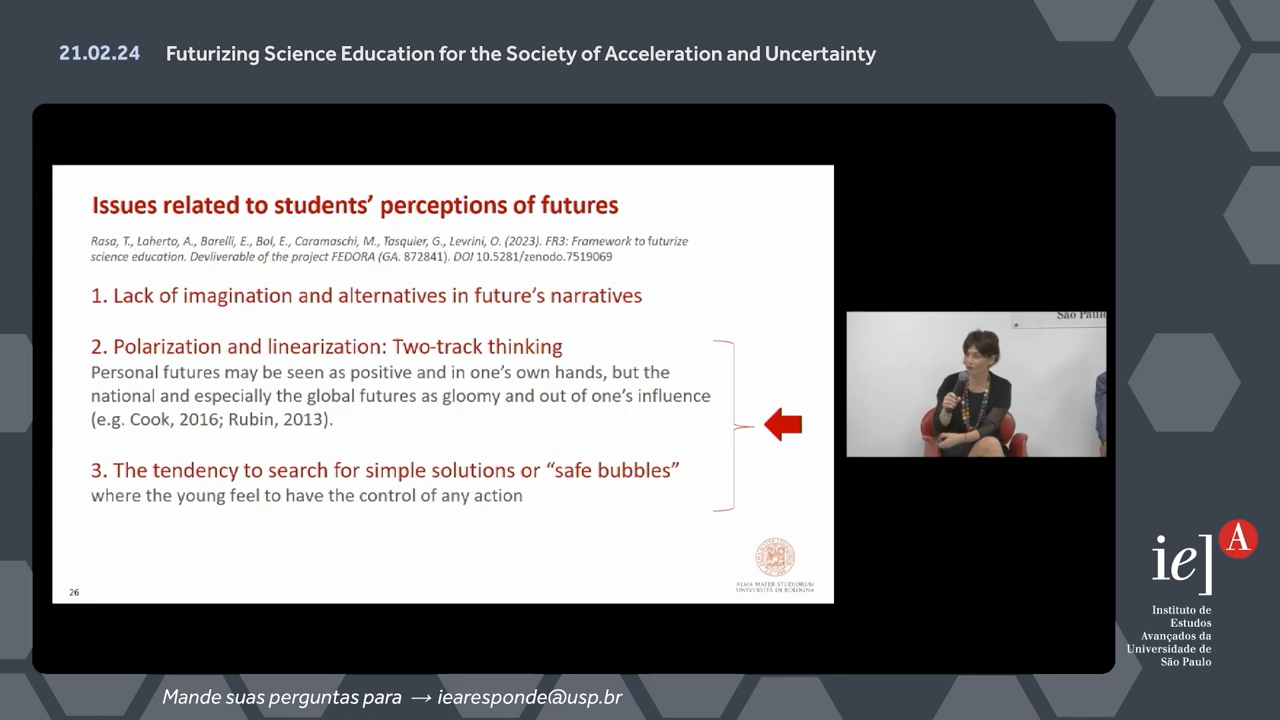 21.02.24 Futurizing Science Education for the Society of Acceleration and Uncertainty
Issues related to students' perceptions of futures
Rasa, T., Laherto, A., Barelli, E., Bol, E., Caramaschi, M., Tasquier, G., Levrini, O. (2023). FR3: Framework to futurize
science education. Devliverable of the project FEDORA (GA. 872841). DOI 10.5281/zenodo.7519069
1. Lack of imagination and alternatives in future's narratives
2. Polarization and linearization: Two-track thinking
Personal futures may be seen as positive and in one's own hands, but the
national and especially the global futures as gloomy and out of one's influence
(e.g. Cook, 2016; Rubin, 2013).
3. The tendency to search for simple solutions or "safe bubbles"
where the young feel to have the control of any action
ALMA MATER STUDIORUM
UNIVERSITÀ DI BOLOGNA
26
São Paulo
ie] A
Instituto de
Estudos
Avançados da
Universidade de
São Paulo
Mande suas perguntas para → iearesponde@usp.br